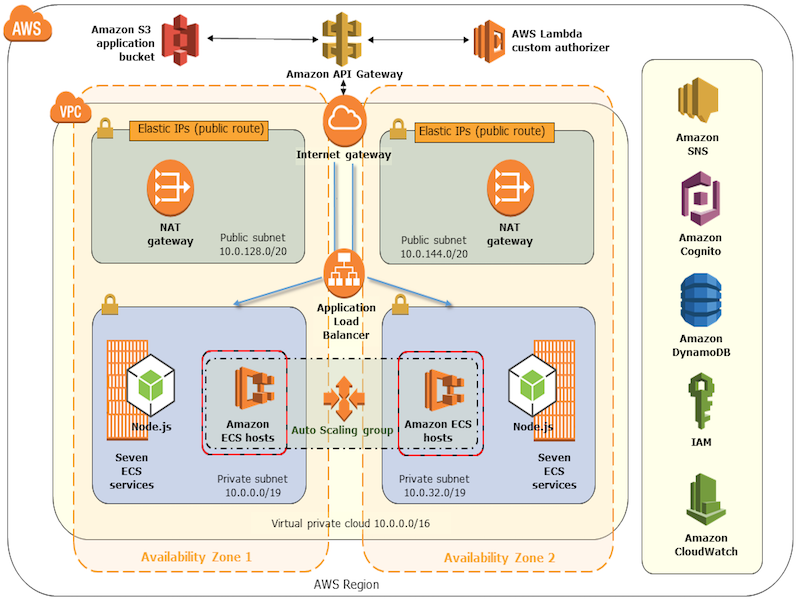 AWS
Amazon S3
application
bucket
Amazon API Gateway
AWS Lambda
custom authorizer
VPC
Elastic IPs (public route)
Internet gateway
Elastic IPs (public route)
NAT
gateway
Public subnet
10.0.128.0/20
NAT
gateway
Public subnet
10.0.144.0/20
Application
Load
Balancer
Node.js
Seven
ECS
services
Amazon
ECS hosts
Auto Scaling group
Amazon ECS
hosts
Node.js
Seven
ECS
services
Private subnet
10.0.0.0/19
Private subnet
10.0.32.0/19
Virtual private cloud 10.0.0.0/16
Availability Zone 1
Availability Zone 2
AWS Region
Amazon
SNS
Amazon
Cognito
Amazon
DynamoDB
IAM
Amazon
CloudWatch